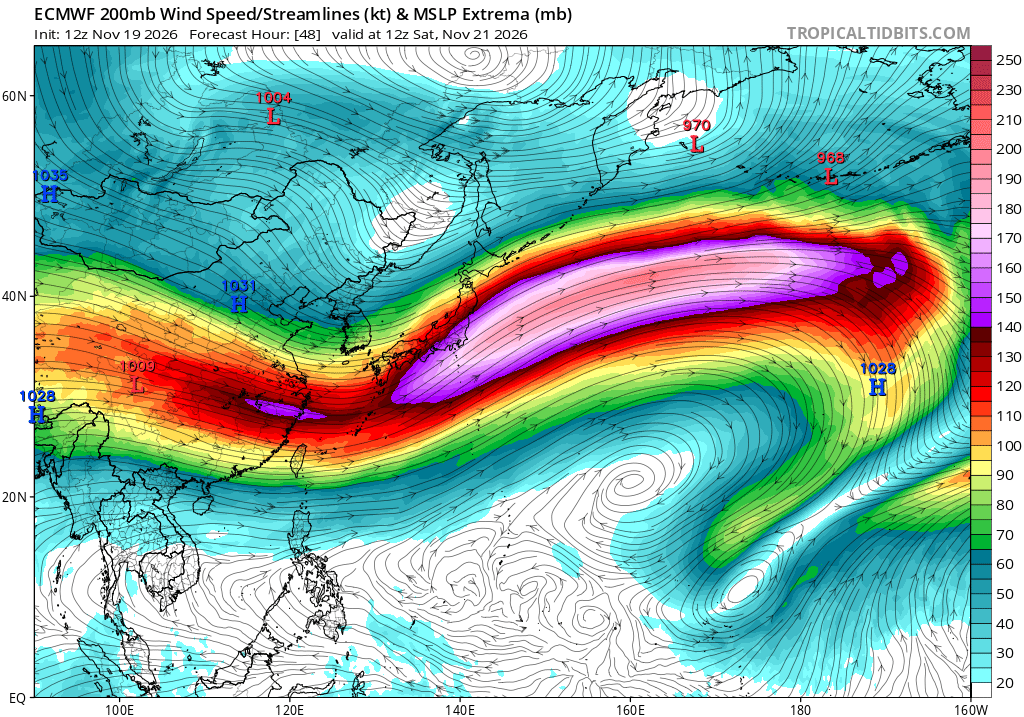 ECMWF 200mb Wind Speed/Streamlines (kt) & MSLP Extrema (mb)
Init: 12z Nov 19 2026 Forecast Hour: [48] valid at 12z Sat, Nov 21 2026
TROPICALTIDBITS.COM
60N
40N
20N
EQ
1004
L
970
L
968
L
1035
H
1031
H
1009
L
1028
H
1028
H
250
230
210
200
190
180
170
160
150
140
130
120
110
100
90
80
70
60
50
40
30
20
100E
120E
140E
160E
180
160W